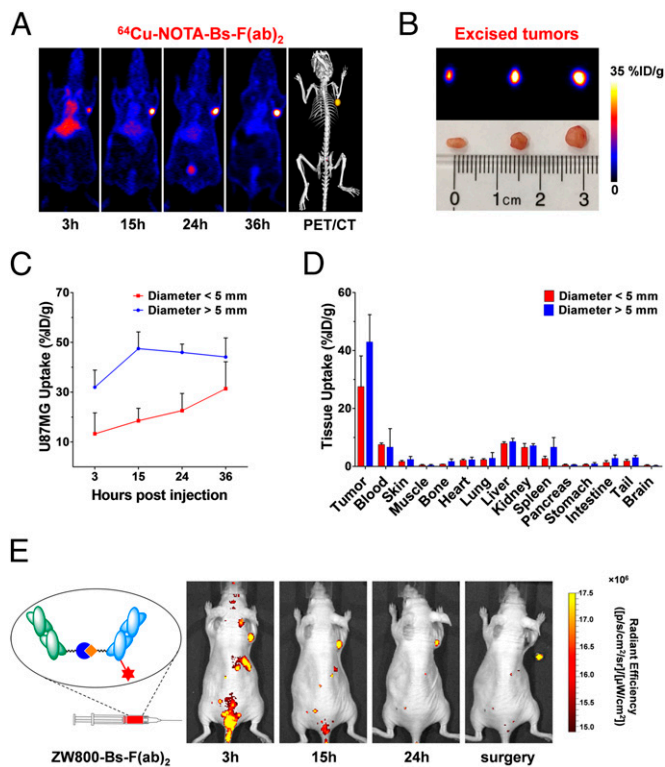 A
⁶⁴Cu-NOTA-Bs-F(ab)₂
3h 15h 24h 36h PET/CT
B
Excised tumors
35 %ID/g
0
0 1cm 2 3
C
Diameter < 5 mm
Diameter > 5 mm
U87MG Uptake (%ID/g)
70
50
30
10
3 15 24 36
Hours post injection
D
Diameter < 5 mm
Diameter > 5 mm
Tissue Uptake (%ID/g)
60
40
20
0
Tumor
Blood
Skin
Muscle
Bone
Heart
Lung
Liver
Kidney
Spleen
Pancreas
Stomach
Intestine
Tail
Brain
E
ZW800-Bs-F(ab)₂
3h 15h 24h surgery
×10⁶
17.5
17.0
16.5
16.0
15.5
15.0
Radiant Efficiency
([p/s/cm²/sr]/[μW/cm²])